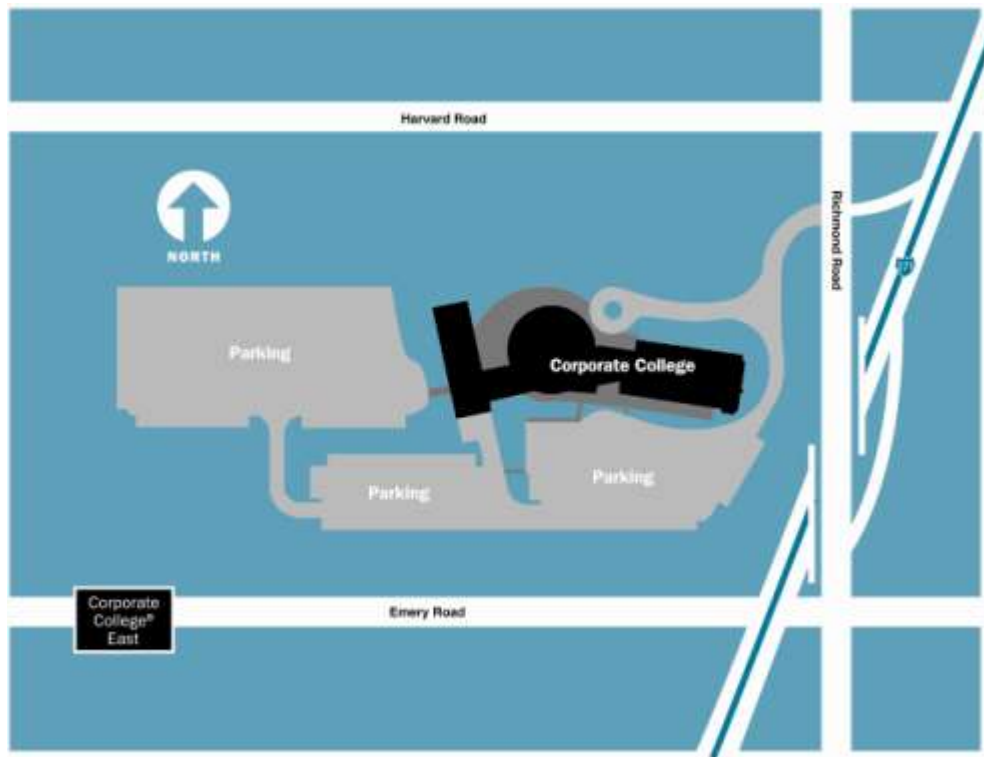 Harvard Road
Richmond Road
NORTH
Parking
Corporate College
Parking
Parking
Corporate
College®
East
Emery Road